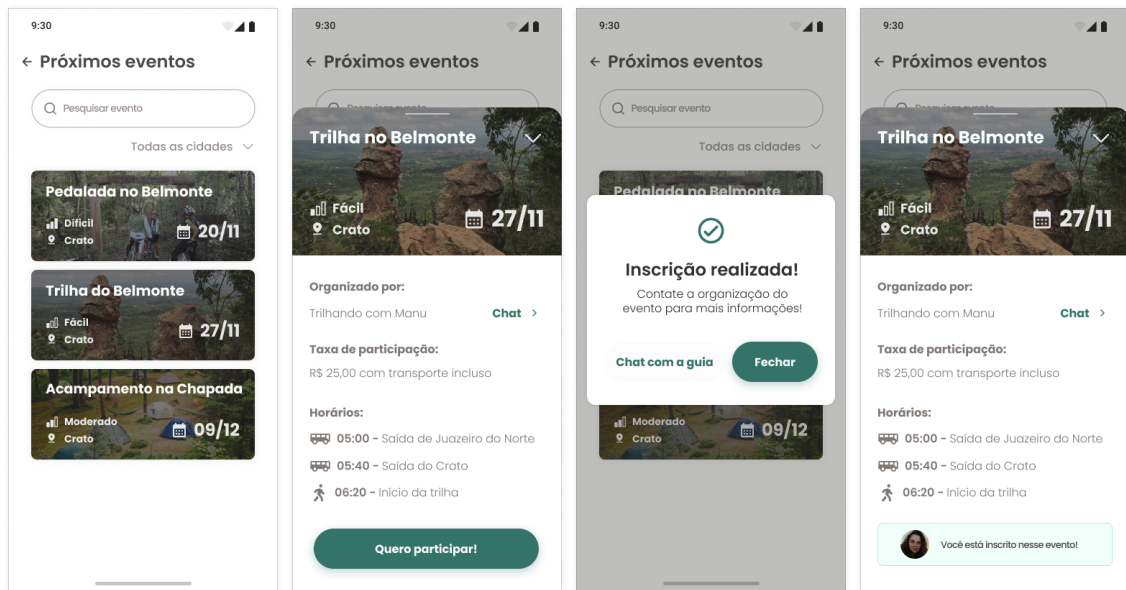 9:30
← Próximos eventos
Pesquisar evento
Todas as cidades
Pedalada no Belmonte
Difícil
Crato
20/11
Trilha do Belmonte
Fácil
Crato
27/11
Acampamento na Chapada
Moderado
Crato
09/12
9:30
← Próximos eventos
Pesquisar evento
Trilha no Belmonte
Fácil
Crato
27/11
Organizado por:
Trilhando com Manu
Chat >
Taxa de participação:
R$ 25,00 com transporte incluso
Horários:
05:00 - Saída de Juazeiro do Norte
05:40 - Saída do Crato
06:20 - Início da trilha
Quero participar!
9:30
← Próximos eventos
Pesquisar evento
Todas as cidades
Pedalada no Belmonte
Inscrição realizada!
Contate a organização do
evento para mais informações!
Chat com a guia
Fechar
Moderado
Crato
09/12
9:30
← Próximos eventos
Trilha no Belmonte
Fácil
Crato
27/11
Organizado por:
Trilhando com Manu
Chat >
Taxa de participação:
R$ 25,00 com transporte incluso
Horários:
05:00 - Saída de Juazeiro do Norte
05:40 - Saída do Crato
06:20 - Início da trilha
Você está inscrito nesse evento!